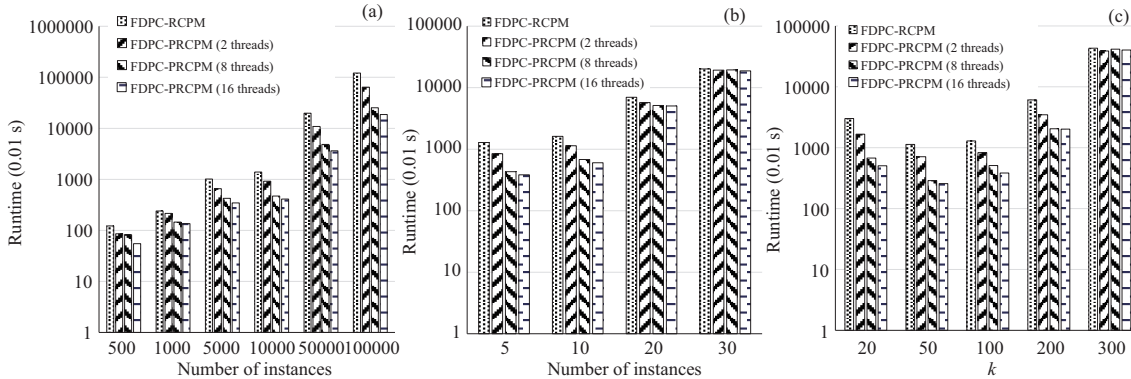 (a)
FDPC-RCPM
FDPC-PRCPM (2 threads)
FDPC-PRCPM (8 threads)
FDPC-PRCPM (16 threads)
Runtime (0.01 s)
1000000
100000
10000
1000
100
10
1
500 1000 5000 10000 50000 100000
Number of instances
(b)
FDPC-RCPM
FDPC-PRCPM (2 threads)
FDPC-PRCPM (8 threads)
FDPC-PRCPM (16 threads)
Runtime (0.01 s)
100000
10000
1000
100
10
1
5 10 20 30
Number of instances
(c)
FDPC-RCPM
FDPC-PRCPM (2 threads)
FDPC-PRCPM (8 threads)
FDPC-PRCPM (16 threads)
Runtime (0.01 s)
100000
10000
1000
100
10
1
20 50 100 200 300
k